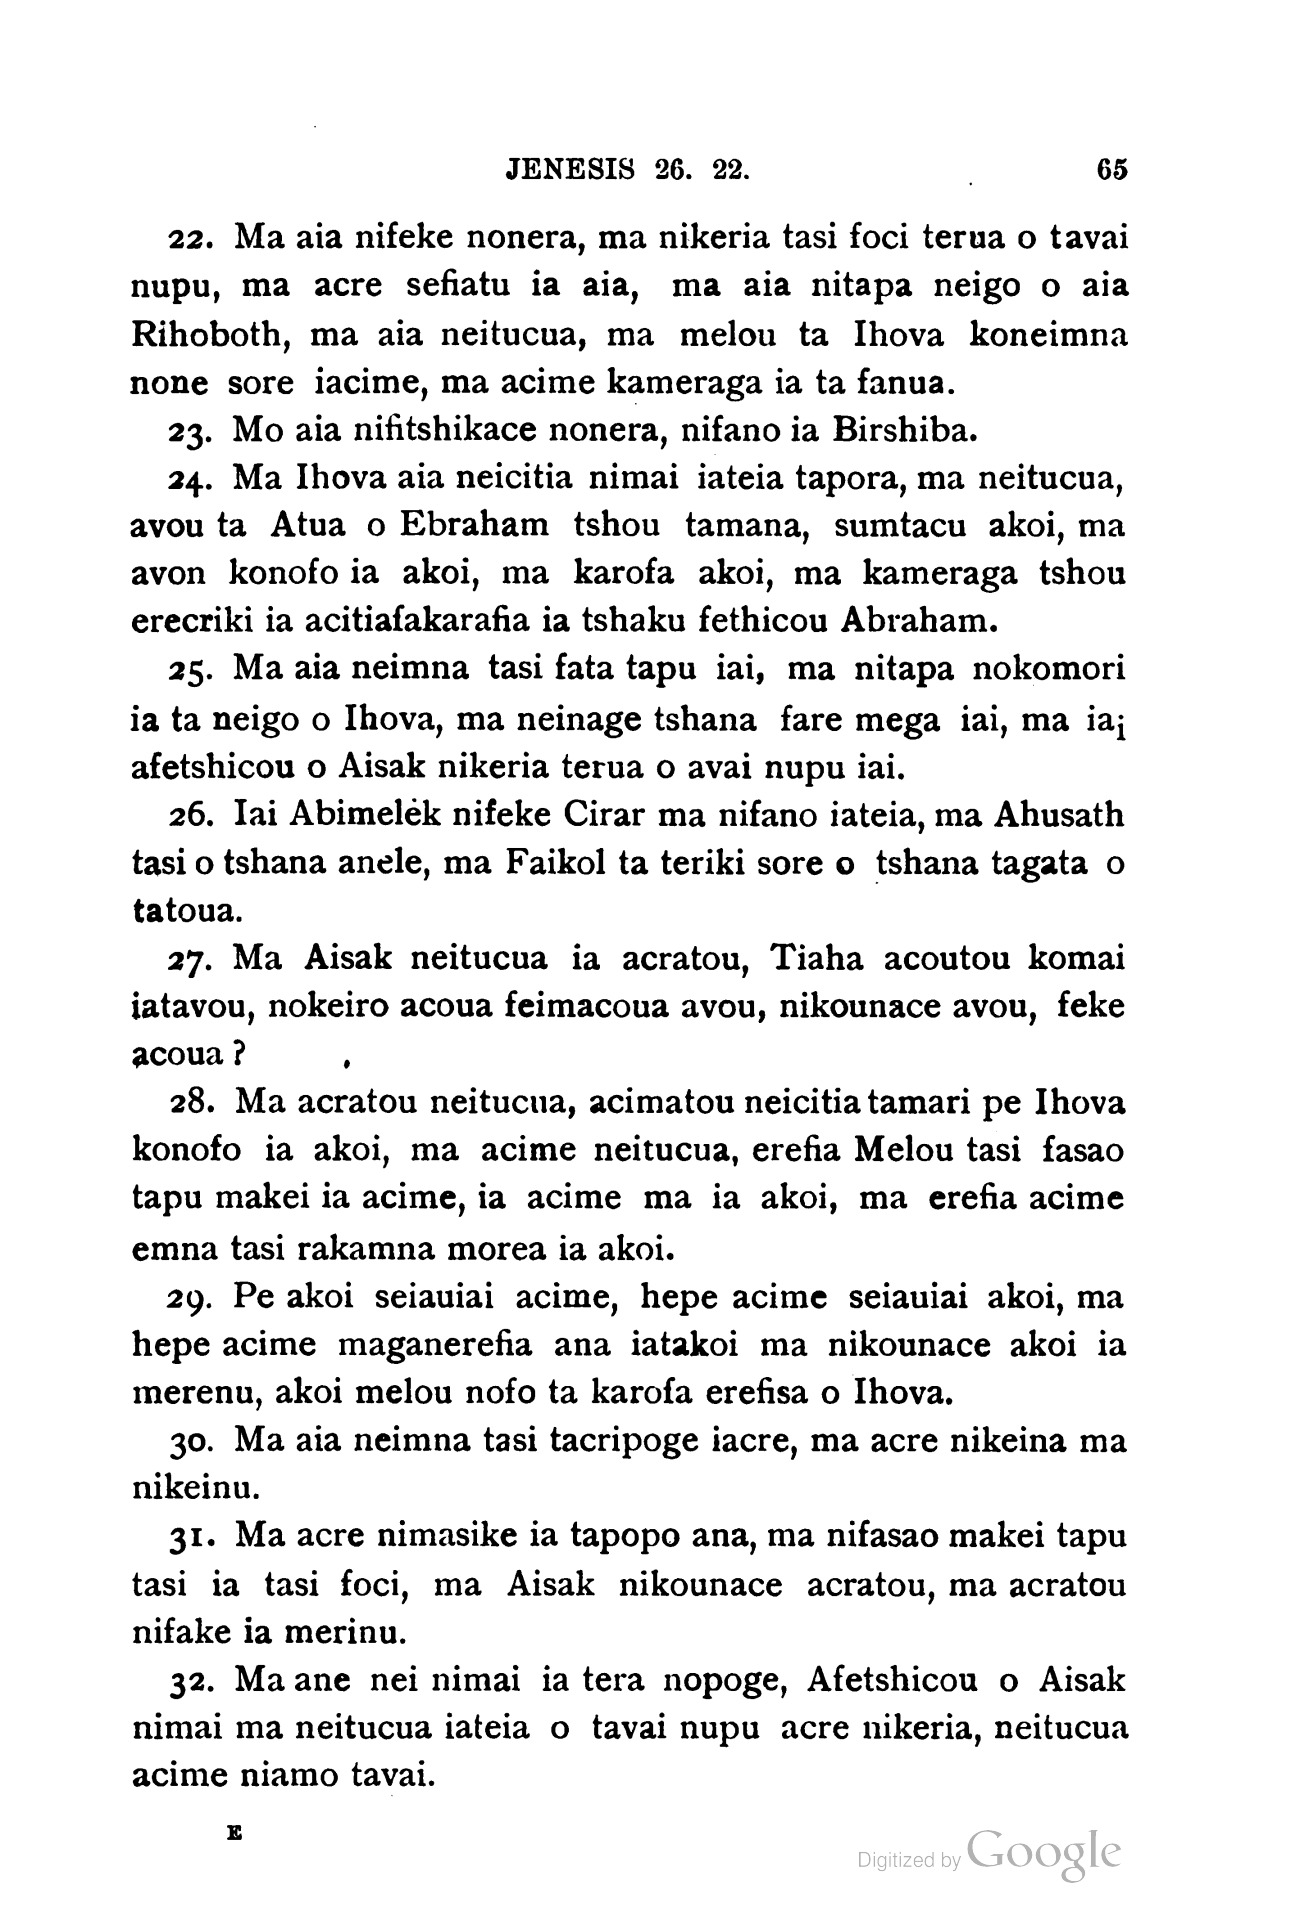 JENESIS 26. 22. 65
22. Ma aia nifeke nonera, ma nikeria tasi foci terua o tavai
nupu, ma acre sefiatu ia aia, ma aia nitapa neigo o aia
Rihoboth, ma aia neitucua, ma melou ta Ihova koneimna
none sore iacime, ma acime kameraga ia ta fanua.
23. Mo aia nifitshikace nonera, nifano ia Birshiba.
24. Ma Ihova aia neicitia nimai iateia tapora, ma neitucua,
avou ta Atua o Ebraham tshou tamana, sumtacu akoi, ma
avon konofo ia akoi, ma karofa akoi, ma kameraga tshou
erecriki ia acitiafakarafia ia tshaku fethicou Abraham.
25. Ma aia neimna tasi fata tapu iai, ma nitapa nokomori
ia ta neigo o Ihova, ma neinage tshana fare mega iai, ma iai
afetshicou o Aisak nikeria terua o avai nupu iai.
26. Iai Abimelėk nifeke Cirar ma nifano iateia, ma Ahusath
tasi o tshana anele, ma Faikol ta teriki sore o tshana tagata o
tatoua.
27. Ma Aisak neitucua ia acratou, Tiaha acoutou komai
iatavou, nokeiro acoua feimacoua avou, nikounace avou, feke
acoua ?
28. Ma acratou neitucua, acimatou neicitia tamari pe Ihova
konofo ia akoi, ma acime neitucua, erefia Melou tasi fasao
tapu makei ia acime, ia acime ma ia akoi, ma erefia acime
emna tasi rakamna morea ia akoi.
29. Pe akoi seiauiai acime, hepe acime seiauiai akoi, ma
hepe acime maganerefia ana iatakoi ma nikounace akoi ia
merenu, akoi melou nofo ta karofa erefisa o Ihova.
30. Ma aia neimna tasi tacripoge iacre, ma acre nikeina ma
nikeinu.
31. Ma acre nimasike ia tapopo ana, ma nifasao makei tapu
tasi ia tasi foci, ma Aisak nikounace acratou, ma acratou
nifake ia merinu.
32. Ma ane nei nimai ia tera nopoge, Afetshicou o Aisak
nimai ma neitucua iateia o tavai nupu acre nikeria, neitucua
acime niamo tavai.
E
Digitized by Google